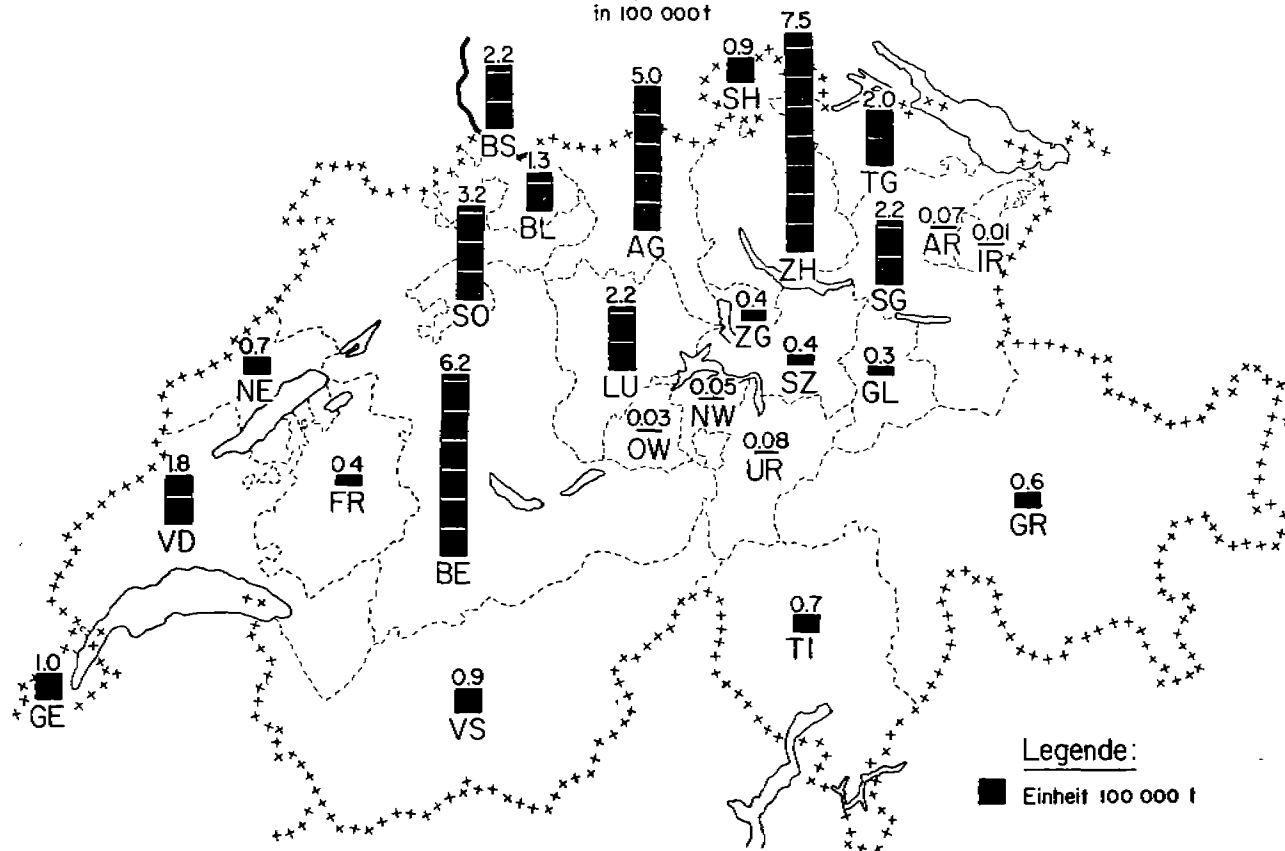 in 100 000 t
7.5
0.9
SH
2.2
BS
5.0
2.0
TG
1.3
BL
3.2
AG
ZH
2.2
SG
0.07
AR
0.01
IR
SO
2.2
LU
0.4
ZG
0.4
SZ
0.3
GL
0.7
NE
6.2
0.05
NW
0.03
OW
0.08
UR
1.8
VD
0.4
FR
BE
0.6
GR
0.7
TI
1.0
GE
0.9
VS
Legende:
Einheit 100 000 t